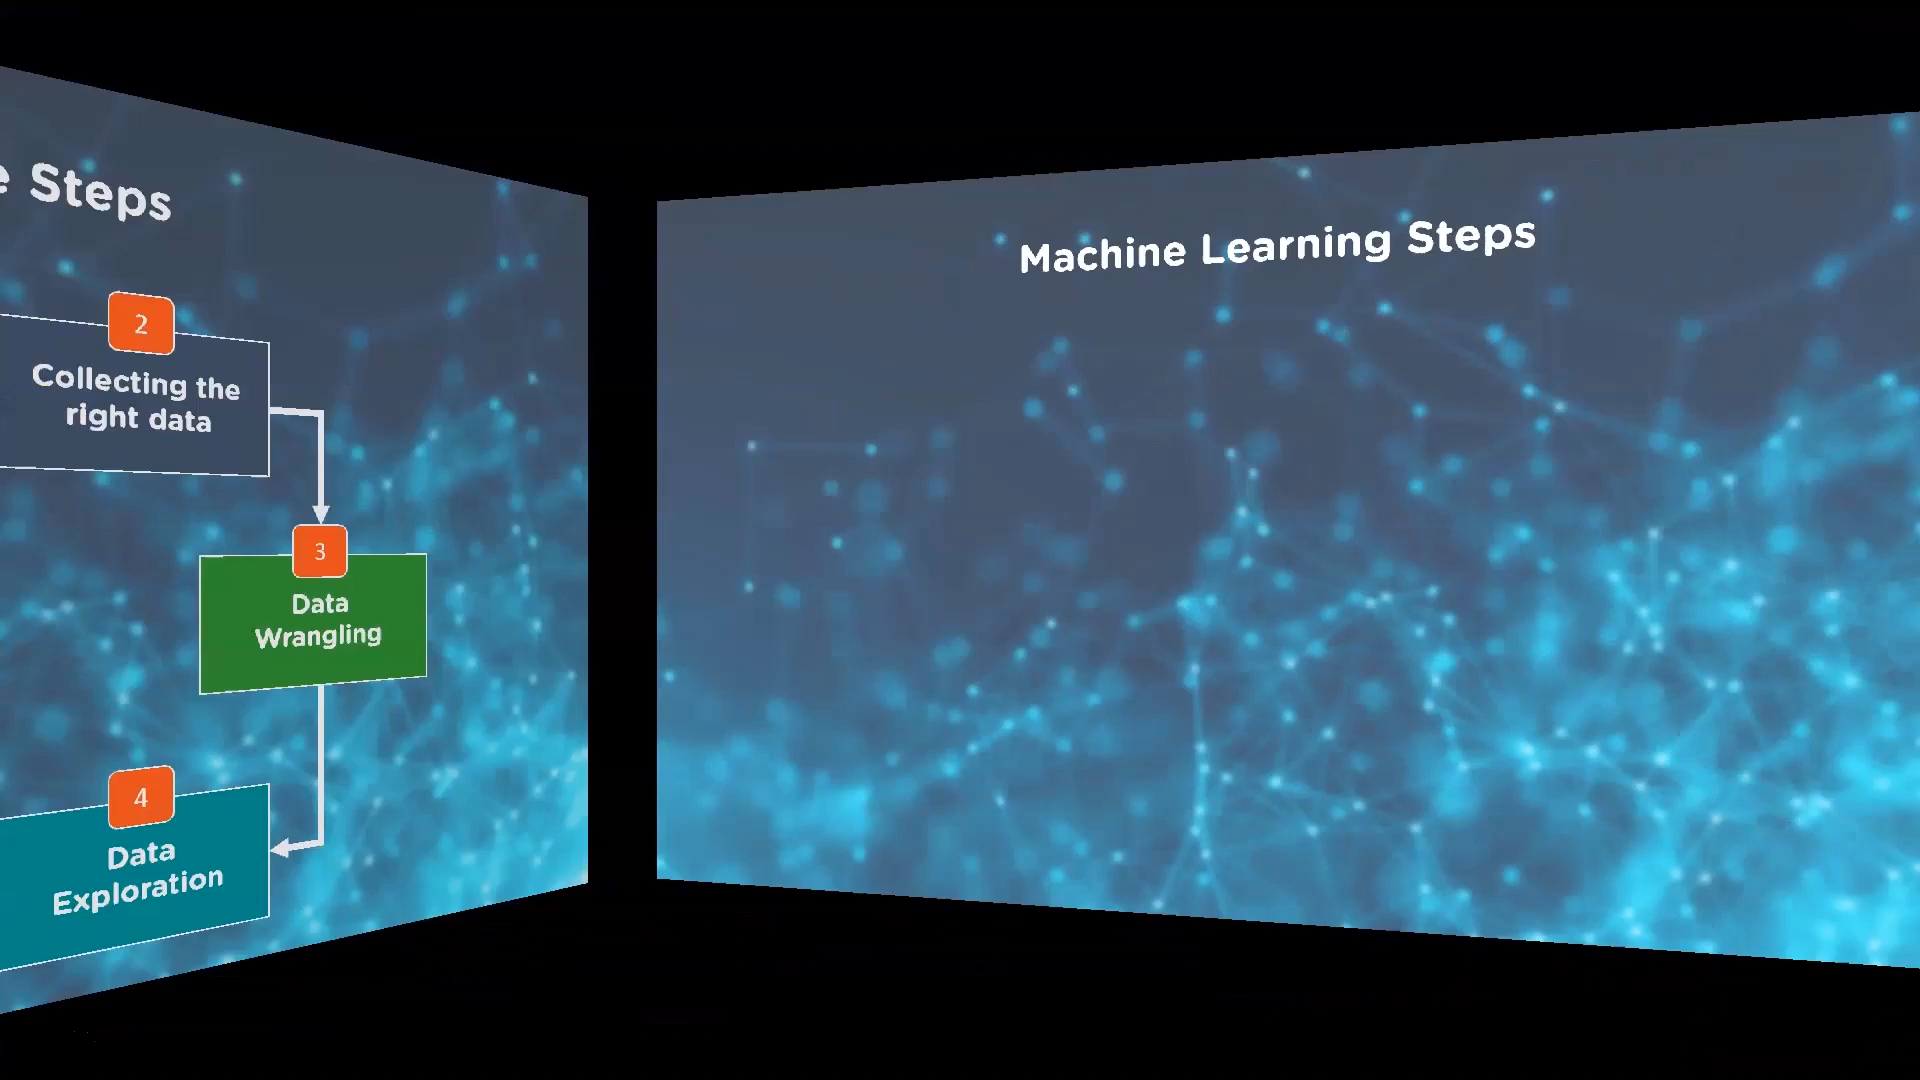 Steps
2
Collecting the
right data
3
Data
Wrangling
4
Data
Exploration
Machine Learning Steps